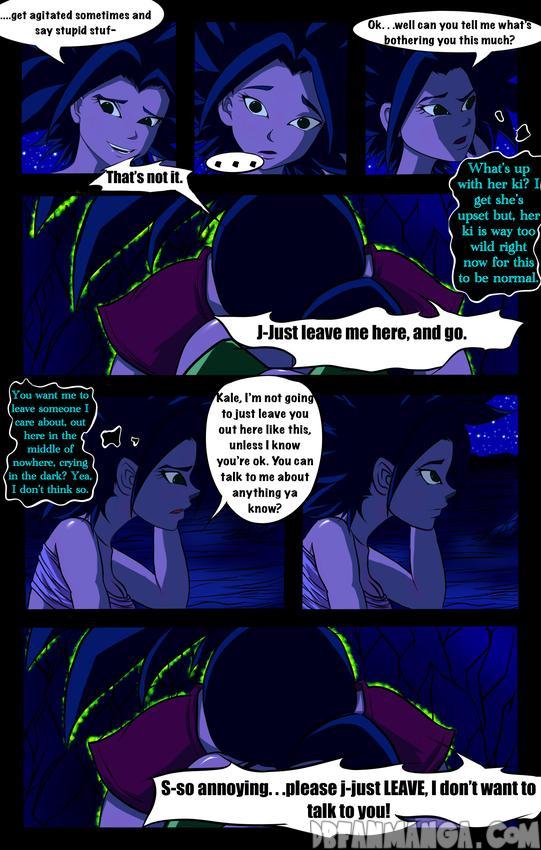 ....get agitated sometimes and
say stupid stuf-
Ok. . .well can you tell me what's
bothering you this much?
. . .
That's not it.
What's up
with her ki? I
get she's
upset but, her
ki is way too
wild right
now for this
to be normal.
J-Just leave me here, and go.
You want me to
leave someone I
care about, out
here in the
middle of
nowhere, crying
in the dark? Yea,
I don't think so.
Kale, I'm not going
to just leave you
out here like this,
unless I know
you're ok. You can
talk to me about
anything ya
know?
S-so annoying. . .please j-just LEAVE, I don't want to
talk to you!
DBFANMANGA.COM